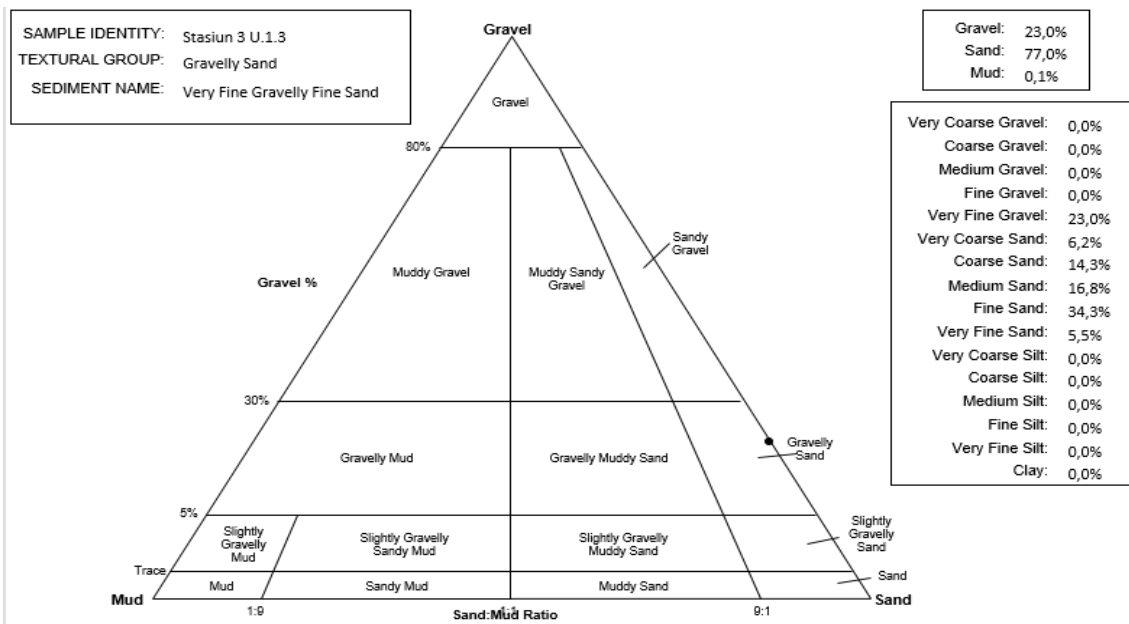 SAMPLE IDENTITY: Stasiun 3 U.1.3
TEXTURAL GROUP: Gravelly Sand
SEDIMENT NAME: Very Fine Gravelly Fine Sand
Gravel: 23,0%
Sand: 77,0%
Mud: 0,1%
Very Coarse Gravel: 0,0%
Coarse Gravel: 0,0%
Medium Gravel: 0,0%
Fine Gravel: 0,0%
Very Fine Gravel: 23,0%
Very Coarse Sand: 6,2%
Coarse Sand: 14,3%
Medium Sand: 16,8%
Fine Sand: 34,3%
Very Fine Sand: 5,5%
Very Coarse Silt: 0,0%
Coarse Silt: 0,0%
Medium Silt: 0,0%
Fine Silt: 0,0%
Very Fine Silt: 0,0%
Clay: 0,0%
Gravel
Gravel
80%
Sandy
Gravel
Muddy Gravel
Muddy Sandy
Gravel
Gravel %
30%
Gravelly Mud
Gravelly Muddy Sand
Gravelly
Sand
5%
Slightly
Gravelly
Mud
Slightly Gravelly
Sandy Mud
Slightly Gravelly
Muddy Sand
Slightly
Gravelly
Sand
Trace
Mud
Sandy Mud
Muddy Sand
Sand
Mud
Sand
1:9
1:1
9:1
Sand:Mud Ratio